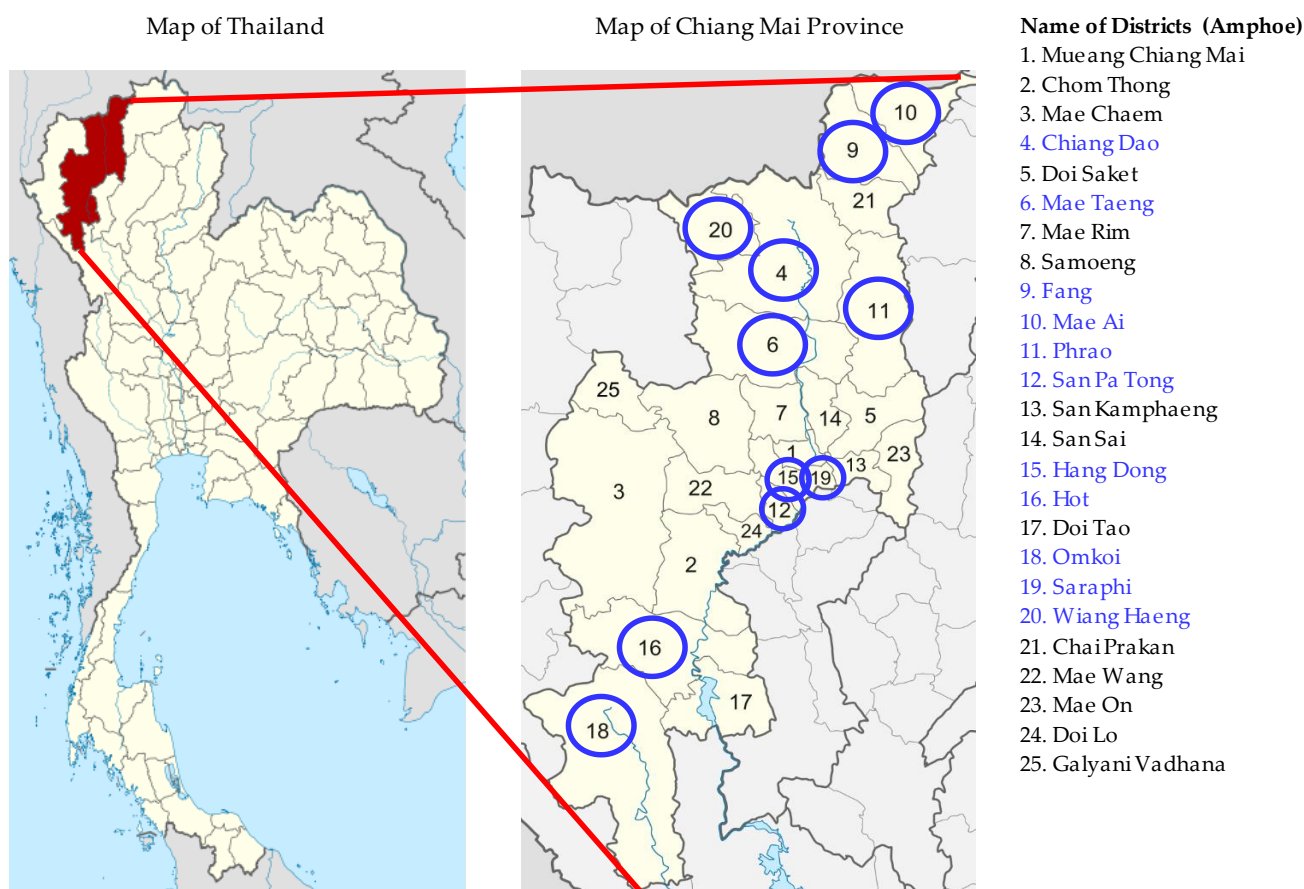 Map of Thailand
Map of Chiang Mai Province
10
9
21
20
4
11
6
25
8
7
14
5
1
23
13
3
22
15
19
12
24
2
16
17
18
Name of Districts (Amphoe)
1. Mueang Chiang Mai
2. Chom Thong
3. Mae Chaem
4. Chiang Dao
5. Doi Saket
6. Mae Taeng
7. Mae Rim
8. Samoeng
9. Fang
10. Mae Ai
11. Phrao
12. San Pa Tong
13. San Kamphaeng
14. San Sai
15. Hang Dong
16. Hot
17. Doi Tao
18. Omkoi
19. Saraphi
20. Wiang Haeng
21. Chai Prakan
22. Mae Wang
23. Mae On
24. Doi Lo
25. Galyani Vadhana